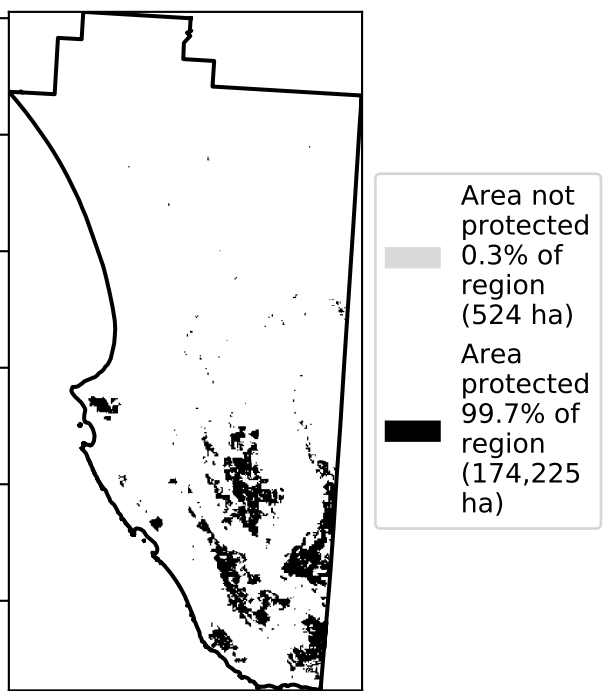 Area not
protected
0.3% of
region
(524 ha)
Area
protected
99.7% of
region
(174,225
ha)